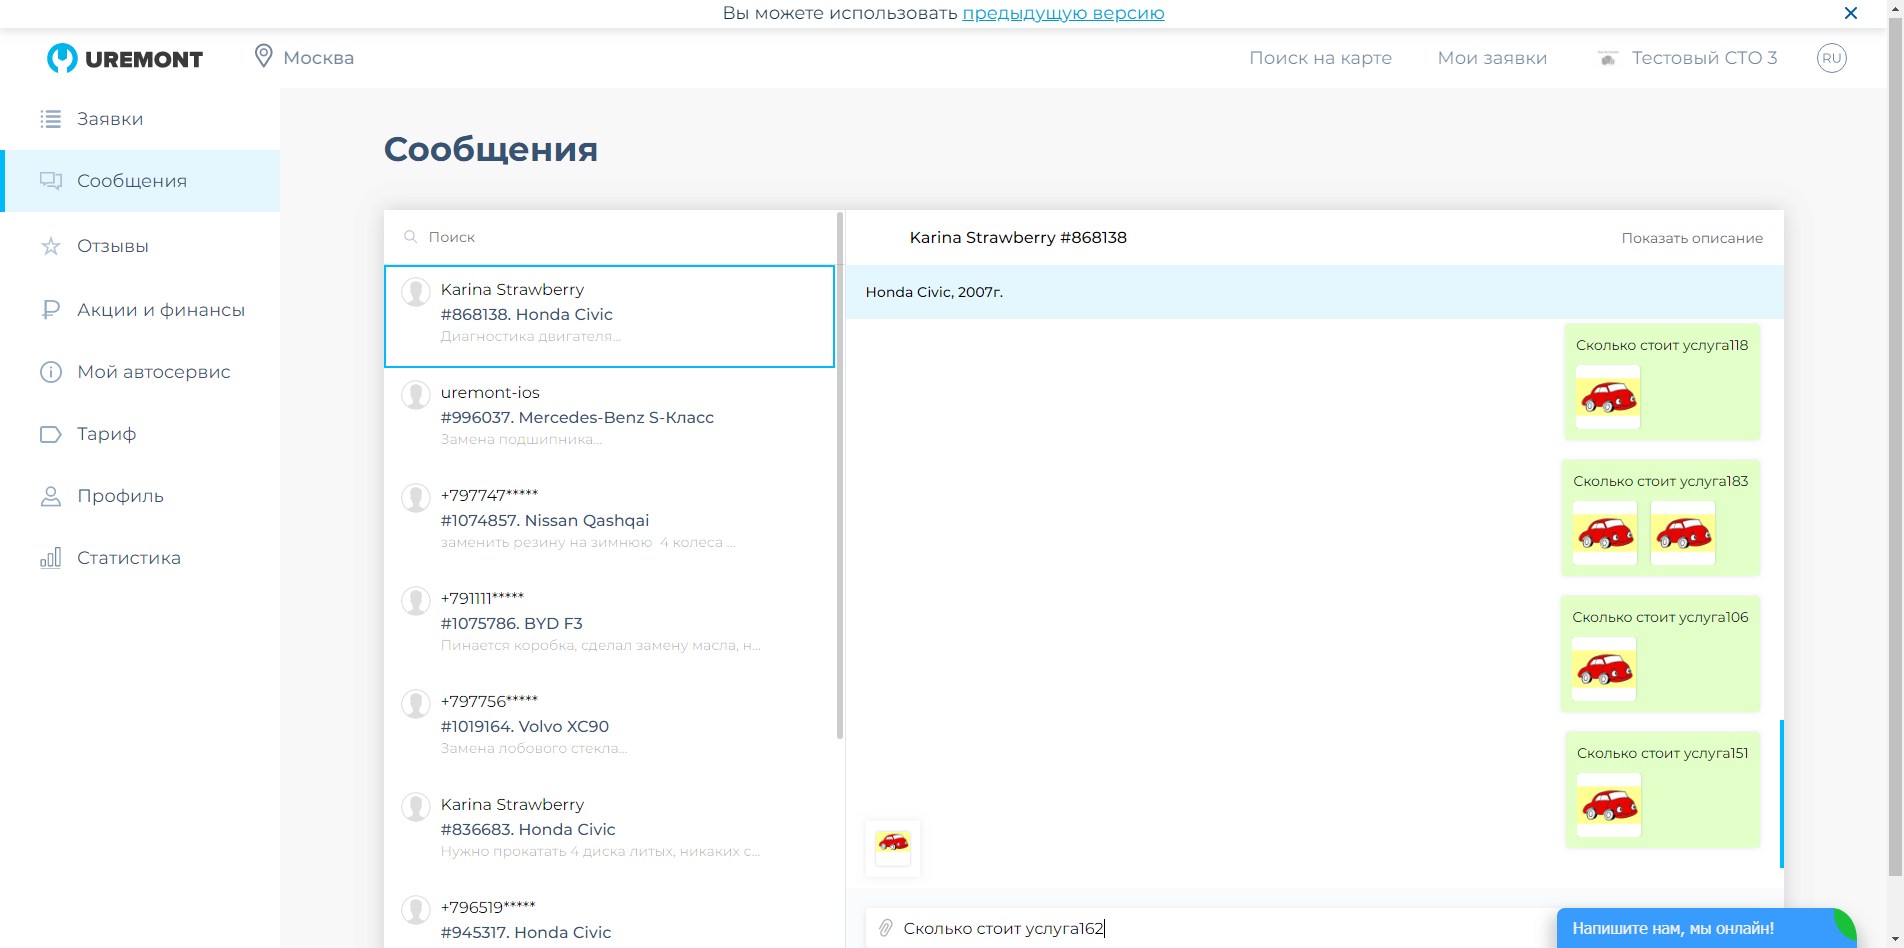 Вы можете использовать предыдущую версию
UREMONT
Москва
Поиск на карте
Мои заявки
Тестовый СТО 3
RU
Заявки
Сообщения
Отзывы
Акции и финансы
Мой автосервис
Тариф
Профиль
Статистика
Сообщения
Поиск
Karina Strawberry
#868138. Honda Civic
Диагностика двигателя...
uremont-ios
#996037. Mercedes-Benz S-Класс
Замена подшипника...
+797747*****
#1074857. Nissan Qashqai
заменить резину на зимнюю 4 колеса ...
+791111*****
#1075786. BYD F3
Пинается коробка, сделал замену масла, н...
+797756*****
#1019164. Volvo XC90
Замена лобового стекла...
Karina Strawberry
#836683. Honda Civic
Нужно прокатать 4 диска литых, никаких с...
+796519*****
#945317. Honda Civic
Karina Strawberry #868138
Показать описание
Honda Civic, 2007г.
Сколько стоит услуга118
Сколько стоит услуга183
Сколько стоит услуга106
Сколько стоит услуга151
Сколько стоит услуга162
Напишите нам, мы онлайн!